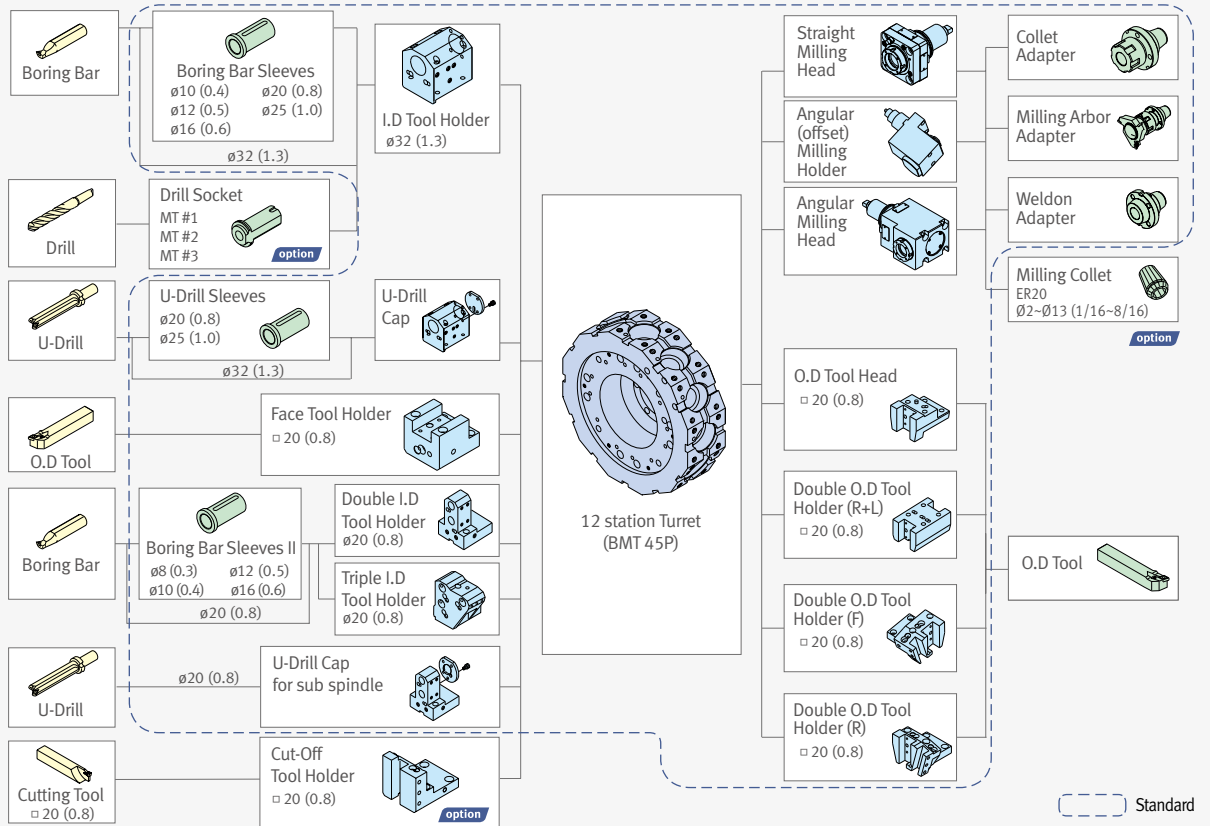 Boring Bar
Boring Bar Sleeves
ø10 (0.4) ø20 (0.8)
ø12 (0.5) ø25 (1.0)
ø16 (0.6)
ø32 (1.3)
I.D Tool Holder
ø32 (1.3)
Drill
Drill Socket
MT #1
MT #2
MT #3
option
U-Drill
U-Drill Sleeves
ø20 (0.8)
ø25 (1.0)
ø32 (1.3)
U-Drill
Cap
O.D Tool
Face Tool Holder
□ 20 (0.8)
Boring Bar
Boring Bar Sleeves II
ø8 (0.3) ø12 (0.5)
ø10 (0.4) ø16 (0.6)
ø20 (0.8)
Double I.D
Tool Holder
ø20 (0.8)
Triple I.D
Tool Holder
ø20 (0.8)
U-Drill
ø20 (0.8)
U-Drill Cap
for sub spindle
Cutting Tool
□ 20 (0.8)
Cut-Off
Tool Holder
□ 20 (0.8)
option
12 station Turret
(BMT 45P)
Straight
Milling
Head
Angular
(offset)
Milling
Holder
Angular
Milling
Head
Collet
Adapter
Milling Arbor
Adapter
Weldon
Adapter
Milling Collet
ER20
Ø2~Ø13 (1/16~8/16)
option
O.D Tool Head
□ 20 (0.8)
Double O.D Tool
Holder (R+L)
□ 20 (0.8)
Double O.D Tool
Holder (F)
□ 20 (0.8)
Double O.D Tool
Holder (R)
□ 20 (0.8)
O.D Tool
Standard